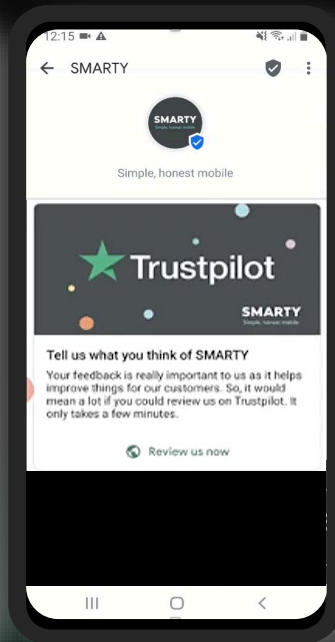 12:15
SMARTY
SMARTY
Simple, honest mobile
Simple, honest mobile
Trustpilot
SMARTY
Simple, honest mobile
Tell us what you think of SMARTY
Your feedback is really important to us as it helps
improve things for our customers. So, it would
mean a lot if you could review us on Trustpilot. It
only takes a few minutes.
Review us now